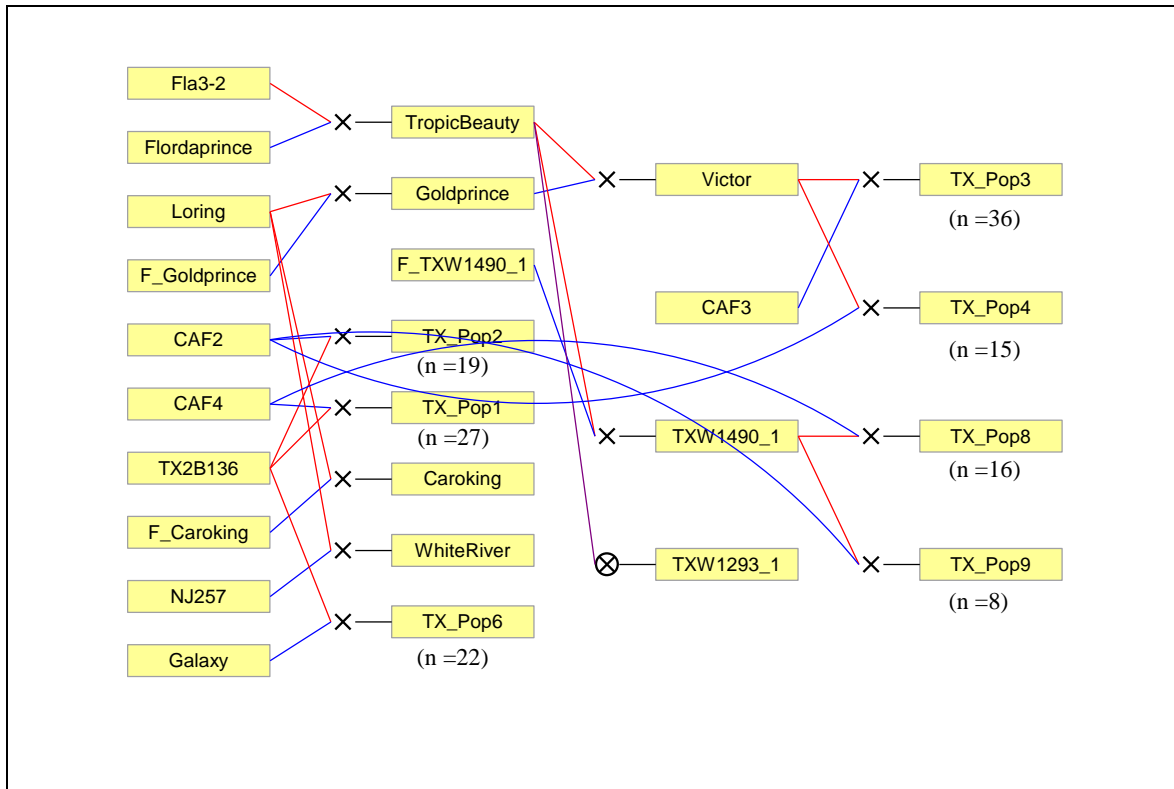 Fla3-2
Flordaprince
Loring
F_Goldprince
CAF2
CAF4
TX2B136
F_Caroking
NJ257
Galaxy
TropicBeauty
Goldprince
F_TXW1490_1
TX_Pop2
(n =19)
TX_Pop1
(n =27)
Caroking
WhiteRiver
TX_Pop6
(n =22)
Victor
CAF3
TXW1490_1
TXW1293_1
TX_Pop3
(n =36)
TX_Pop4
(n =15)
TX_Pop8
(n =16)
TX_Pop9
(n =8)